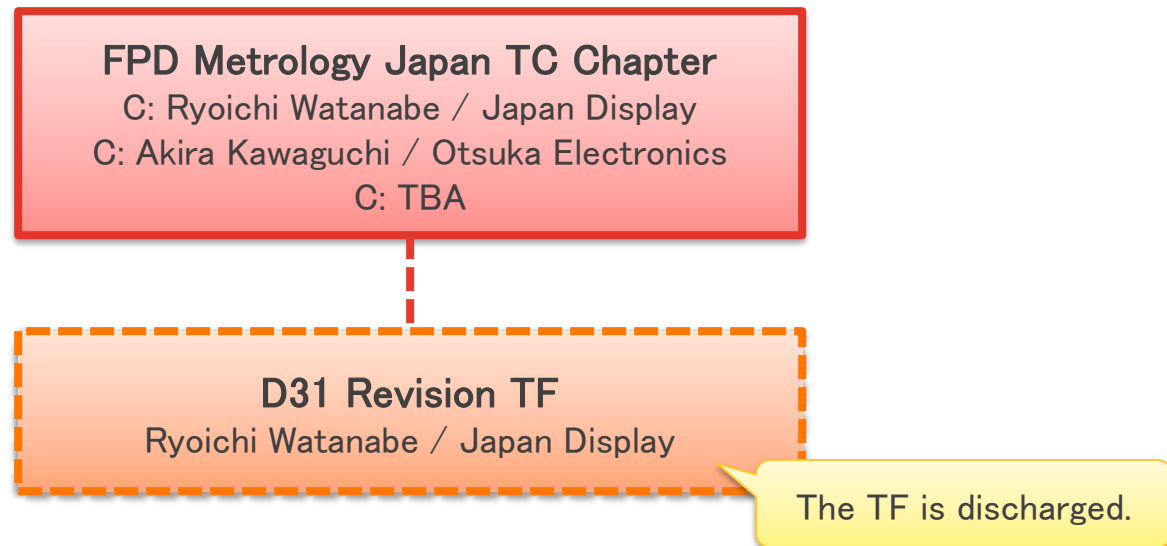 FPD Metrology Japan TC Chapter
C: Ryoichi Watanabe / Japan Display
C: Akira Kawaguchi / Otsuka Electronics
C: TBA
D31 Revision TF
Ryoichi Watanabe / Japan Display
The TF is discharged.